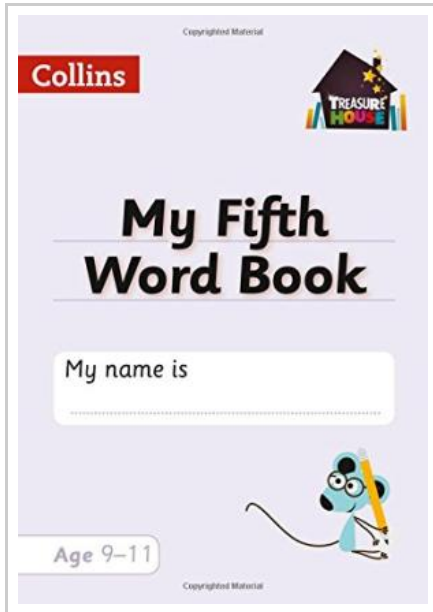 Copyrighted Material
Collins
TREASURE
HOUSE
My Fifth
Word Book
My name is
Age 9–11
Copyrighted Material